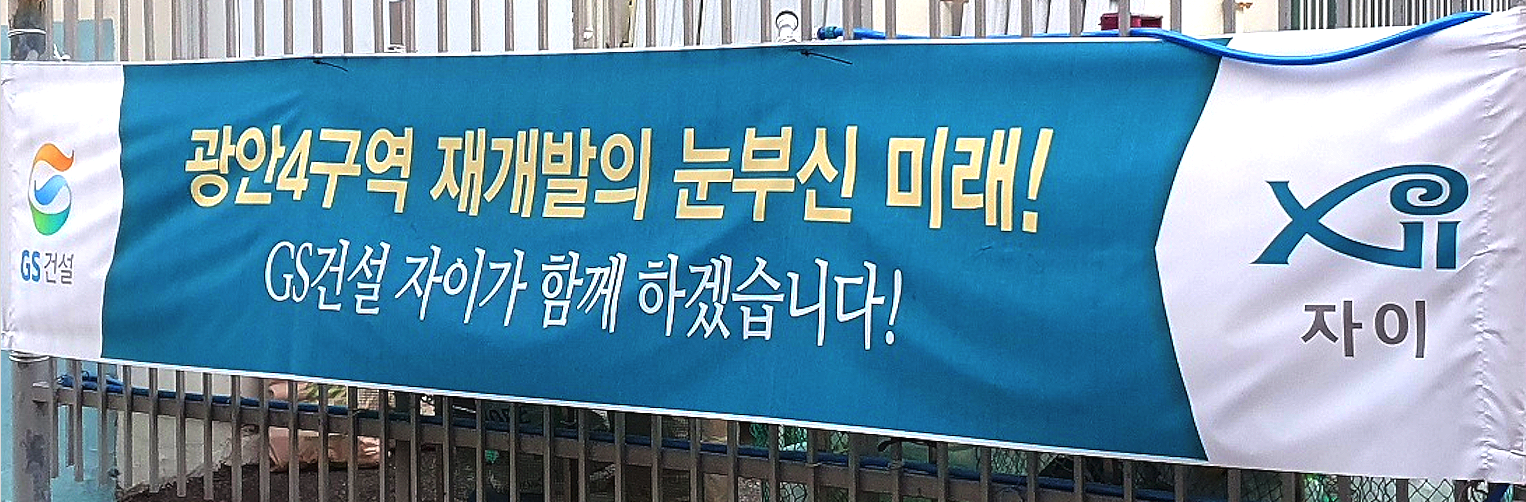 광안4구역 재개발의 눈부신 미래!
GS건설 자이가 함께 하겠습니다!
GS건설
Xi
자이